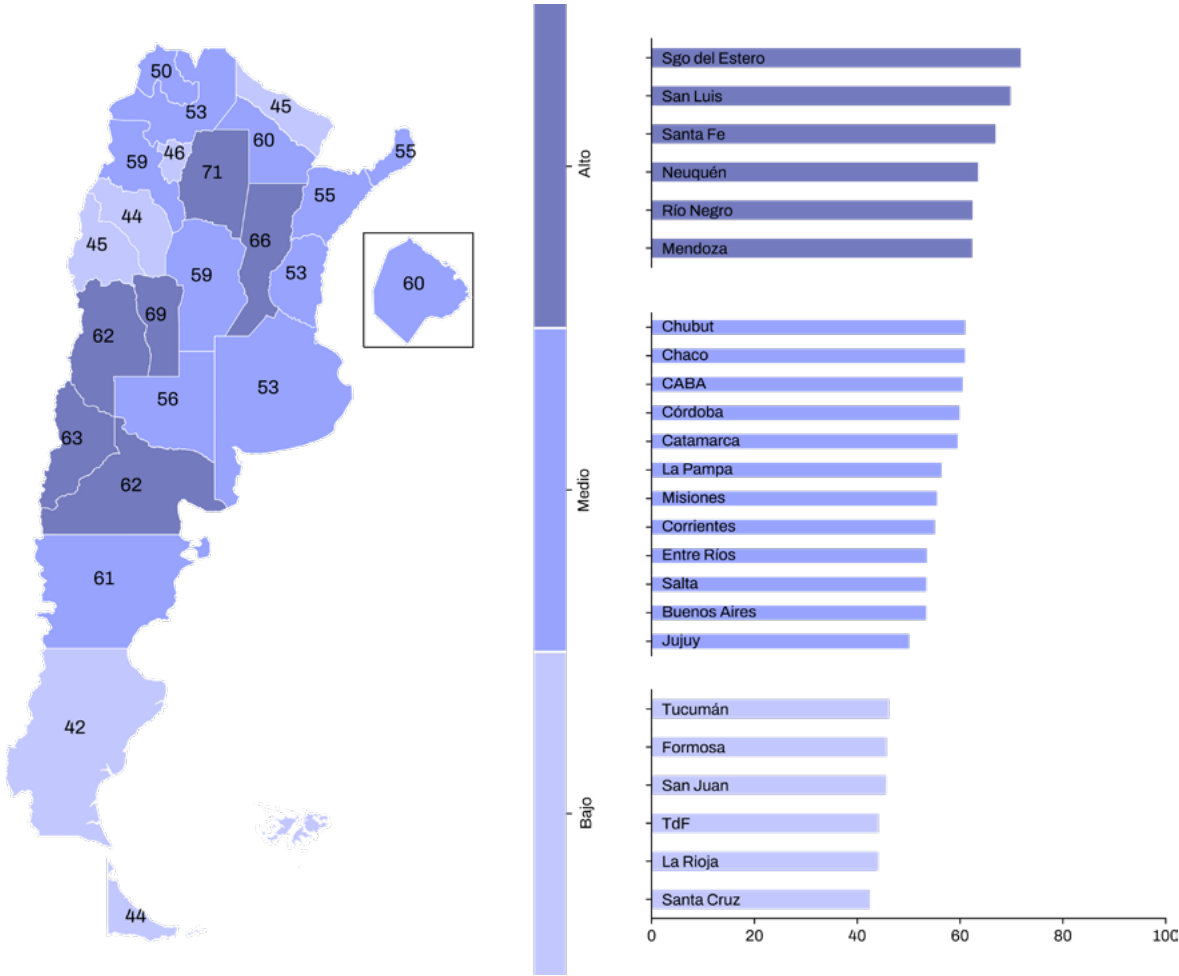 50
53
45
60
46
59
71
55
55
44
45
66
59
53
60
69
62
56
53
63
62
61
42
44
Alto
Medio
Bajo
Sgo del Estero
San Luis
Santa Fe
Neuquén
Río Negro
Mendoza
Chubut
Chaco
CABA
Córdoba
Catamarca
La Pampa
Misiones
Corrientes
Entre Ríos
Salta
Buenos Aires
Jujuy
Tucumán
Formosa
San Juan
TdF
La Rioja
Santa Cruz
0 20 40 60 80 100